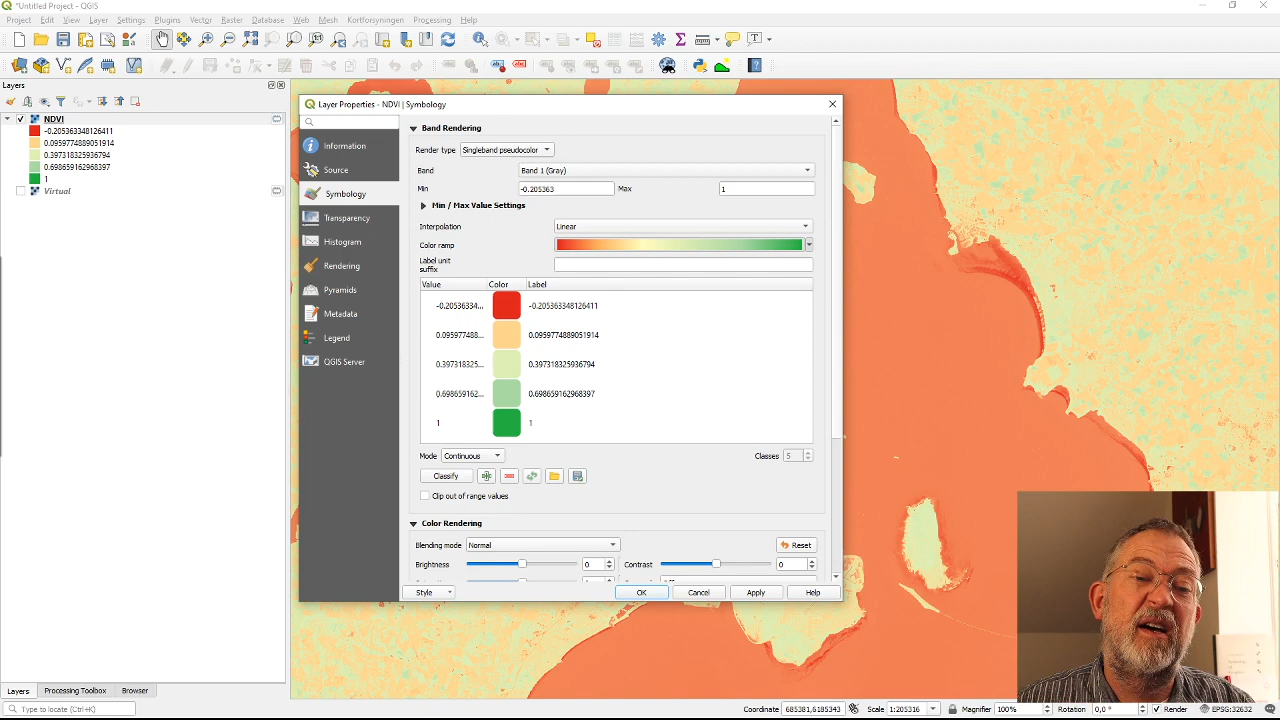 *Untitled Project - QGIS
Project Edit View Layer Settings Plugins Vector Raster Database Web Mesh Kortforsyningen Processing Help
Layers
NDVI
-0.205363348126411
0.0959774889051914
0.397318325936794
0.698659162968397
1
Virtual
Layer Properties - NDVI | Symbology
Information
Source
Symbology
Transparency
Histogram
Rendering
Pyramids
Metadata
Legend
QGIS Server
Band Rendering
Render type Singleband pseudocolor
Band Band 1 (Gray)
Min -0.205363 Max 1
Min / Max Value Settings
Interpolation Linear
Color ramp
Label unit
suffix
Value Color Label
-0.20536334... -0.205363348126411
0.095977488... 0.0959774889051914
0.397318325... 0.397318325936794
0.698659162... 0.698659162968397
1 1
Mode Continuous Classes 5
Classify
Clip out of range values
Color Rendering
Blending mode Normal Reset
Brightness 0 Contrast 0
Style OK Cancel Apply Help
Layers Processing Toolbox Browser
Type to locate (Ctrl+K) Coordinate 685381,6185343 Scale 1:205316 Magnifier 100% Rotation 0,0 ° Render EPSG:32632